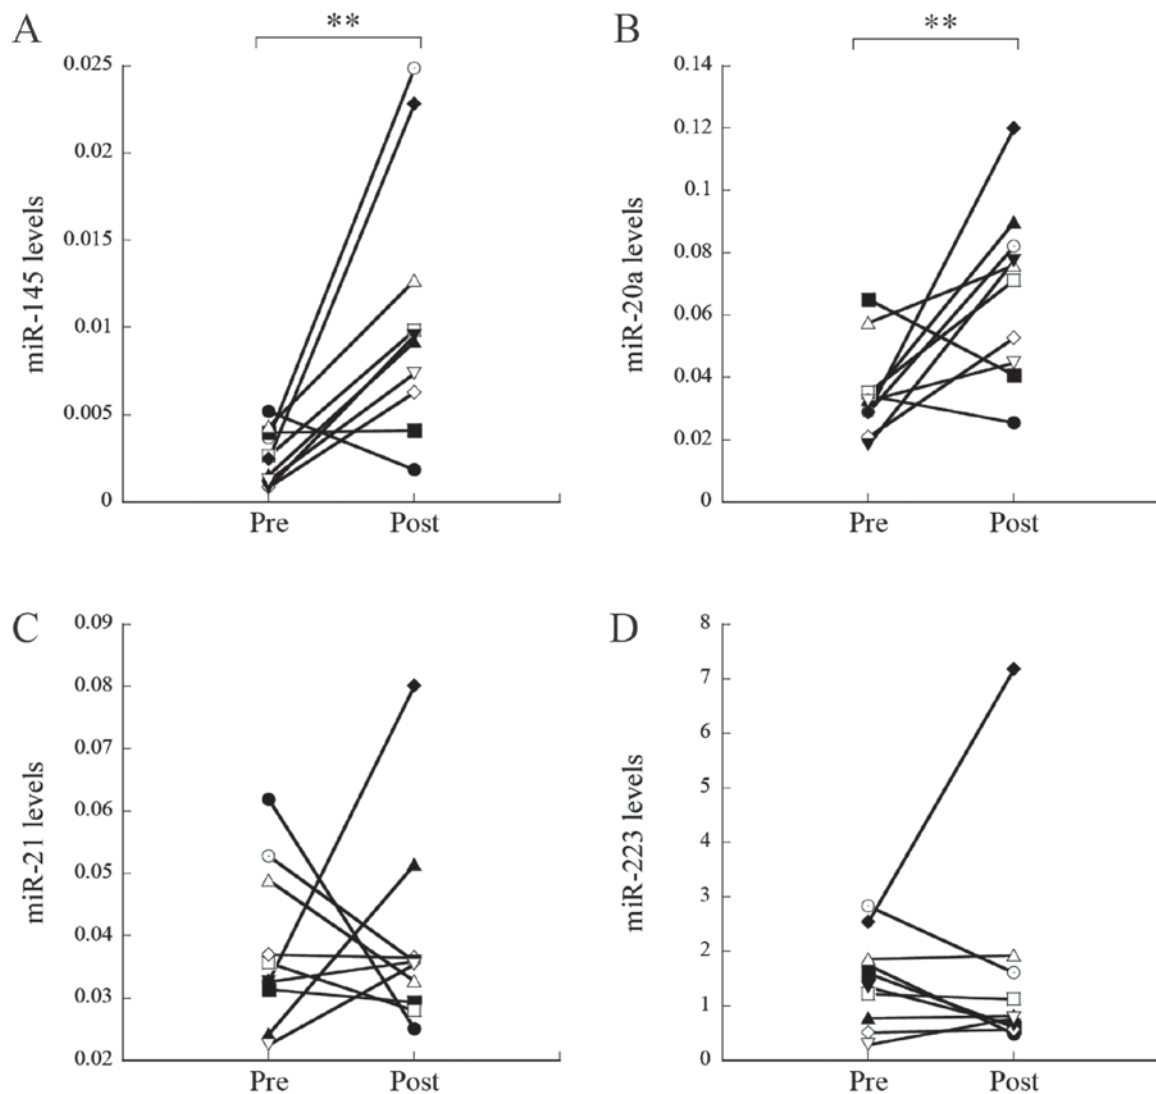 A
**
miR-145 levels
0.025
0.02
0.015
0.01
0.005
0
Pre Post
B
**
miR-20a levels
0.14
0.12
0.1
0.08
0.06
0.04
0.02
0
Pre Post
C
miR-21 levels
0.09
0.08
0.07
0.06
0.05
0.04
0.03
0.02
Pre Post
D
miR-223 levels
8
7
6
5
4
3
2
1
0
Pre Post